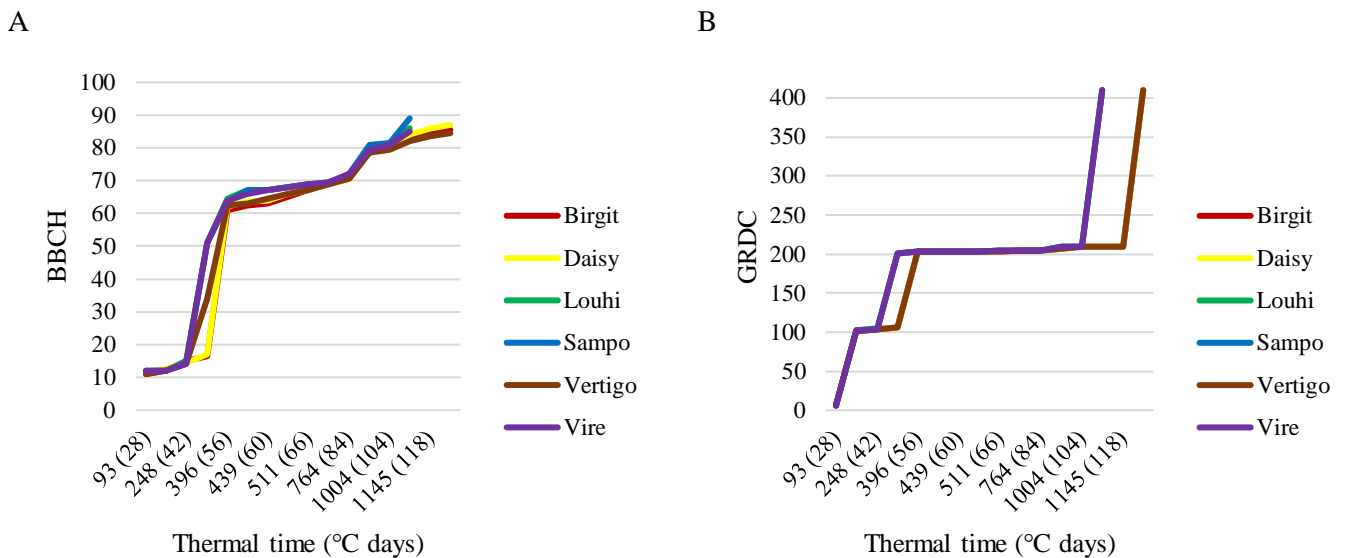 A
BBCH
100
90
80
70
60
50
40
30
20
10
0
93 (28)
248 (42)
396 (56)
439 (60)
511 (66)
764 (84)
1004 (104)
1145 (118)
Thermal time (°C days)
Birgit
Daisy
Louhi
Sampo
Vertigo
Vire
B
GRDC
400
350
300
250
200
150
100
50
0
93 (28)
248 (42)
396 (56)
439 (60)
511 (66)
764 (84)
1004 (104)
1145 (118)
Thermal time (°C days)
Birgit
Daisy
Louhi
Sampo
Vertigo
Vire